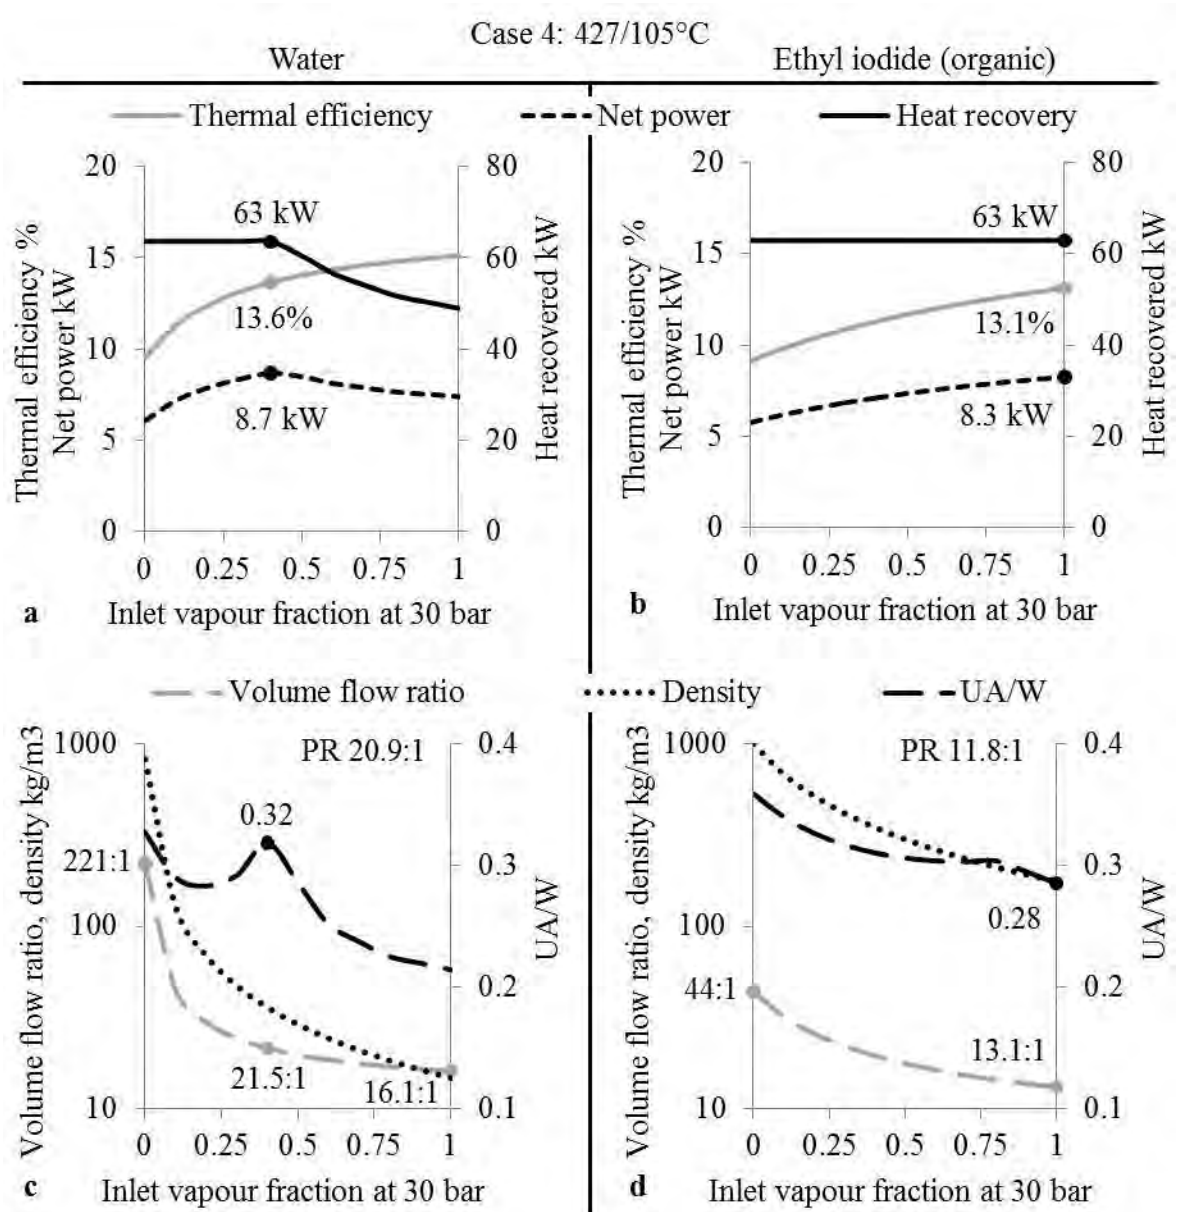 Case 4: 427/105°C
Water
Ethyl iodide (organic)
Thermal efficiency
Net power
Heat recovery
20
15
10
5
0
80
60
40
20
0
63 kW
13.6%
8.7 kW
Thermal efficiency %
Net power kW
Heat recovered kW
0
0.25
0.5
0.75
1
a
Inlet vapour fraction at 30 bar
20
15
10
5
0
80
60
40
20
0
63 kW
13.1%
8.3 kW
Thermal efficiency %
Net power kW
Heat recovered kW
0
0.25
0.5
0.75
1
b
Inlet vapour fraction at 30 bar
Volume flow ratio
Density
UA/W
1000
100
10
PR 20.9:1
0.4
0.3
0.2
0.1
0.32
221:1
21.5:1
16.1:1
Volume flow ratio, density kg/m3
UA/W
0
0.25
0.5
0.75
1
c
Inlet vapour fraction at 30 bar
1000
100
10
PR 11.8:1
0.4
0.3
0.2
0.1
0.28
44:1
13.1:1
Volume flow ratio, density kg/m3
UA/W
0
0.25
0.5
0.75
1
d
Inlet vapour fraction at 30 bar